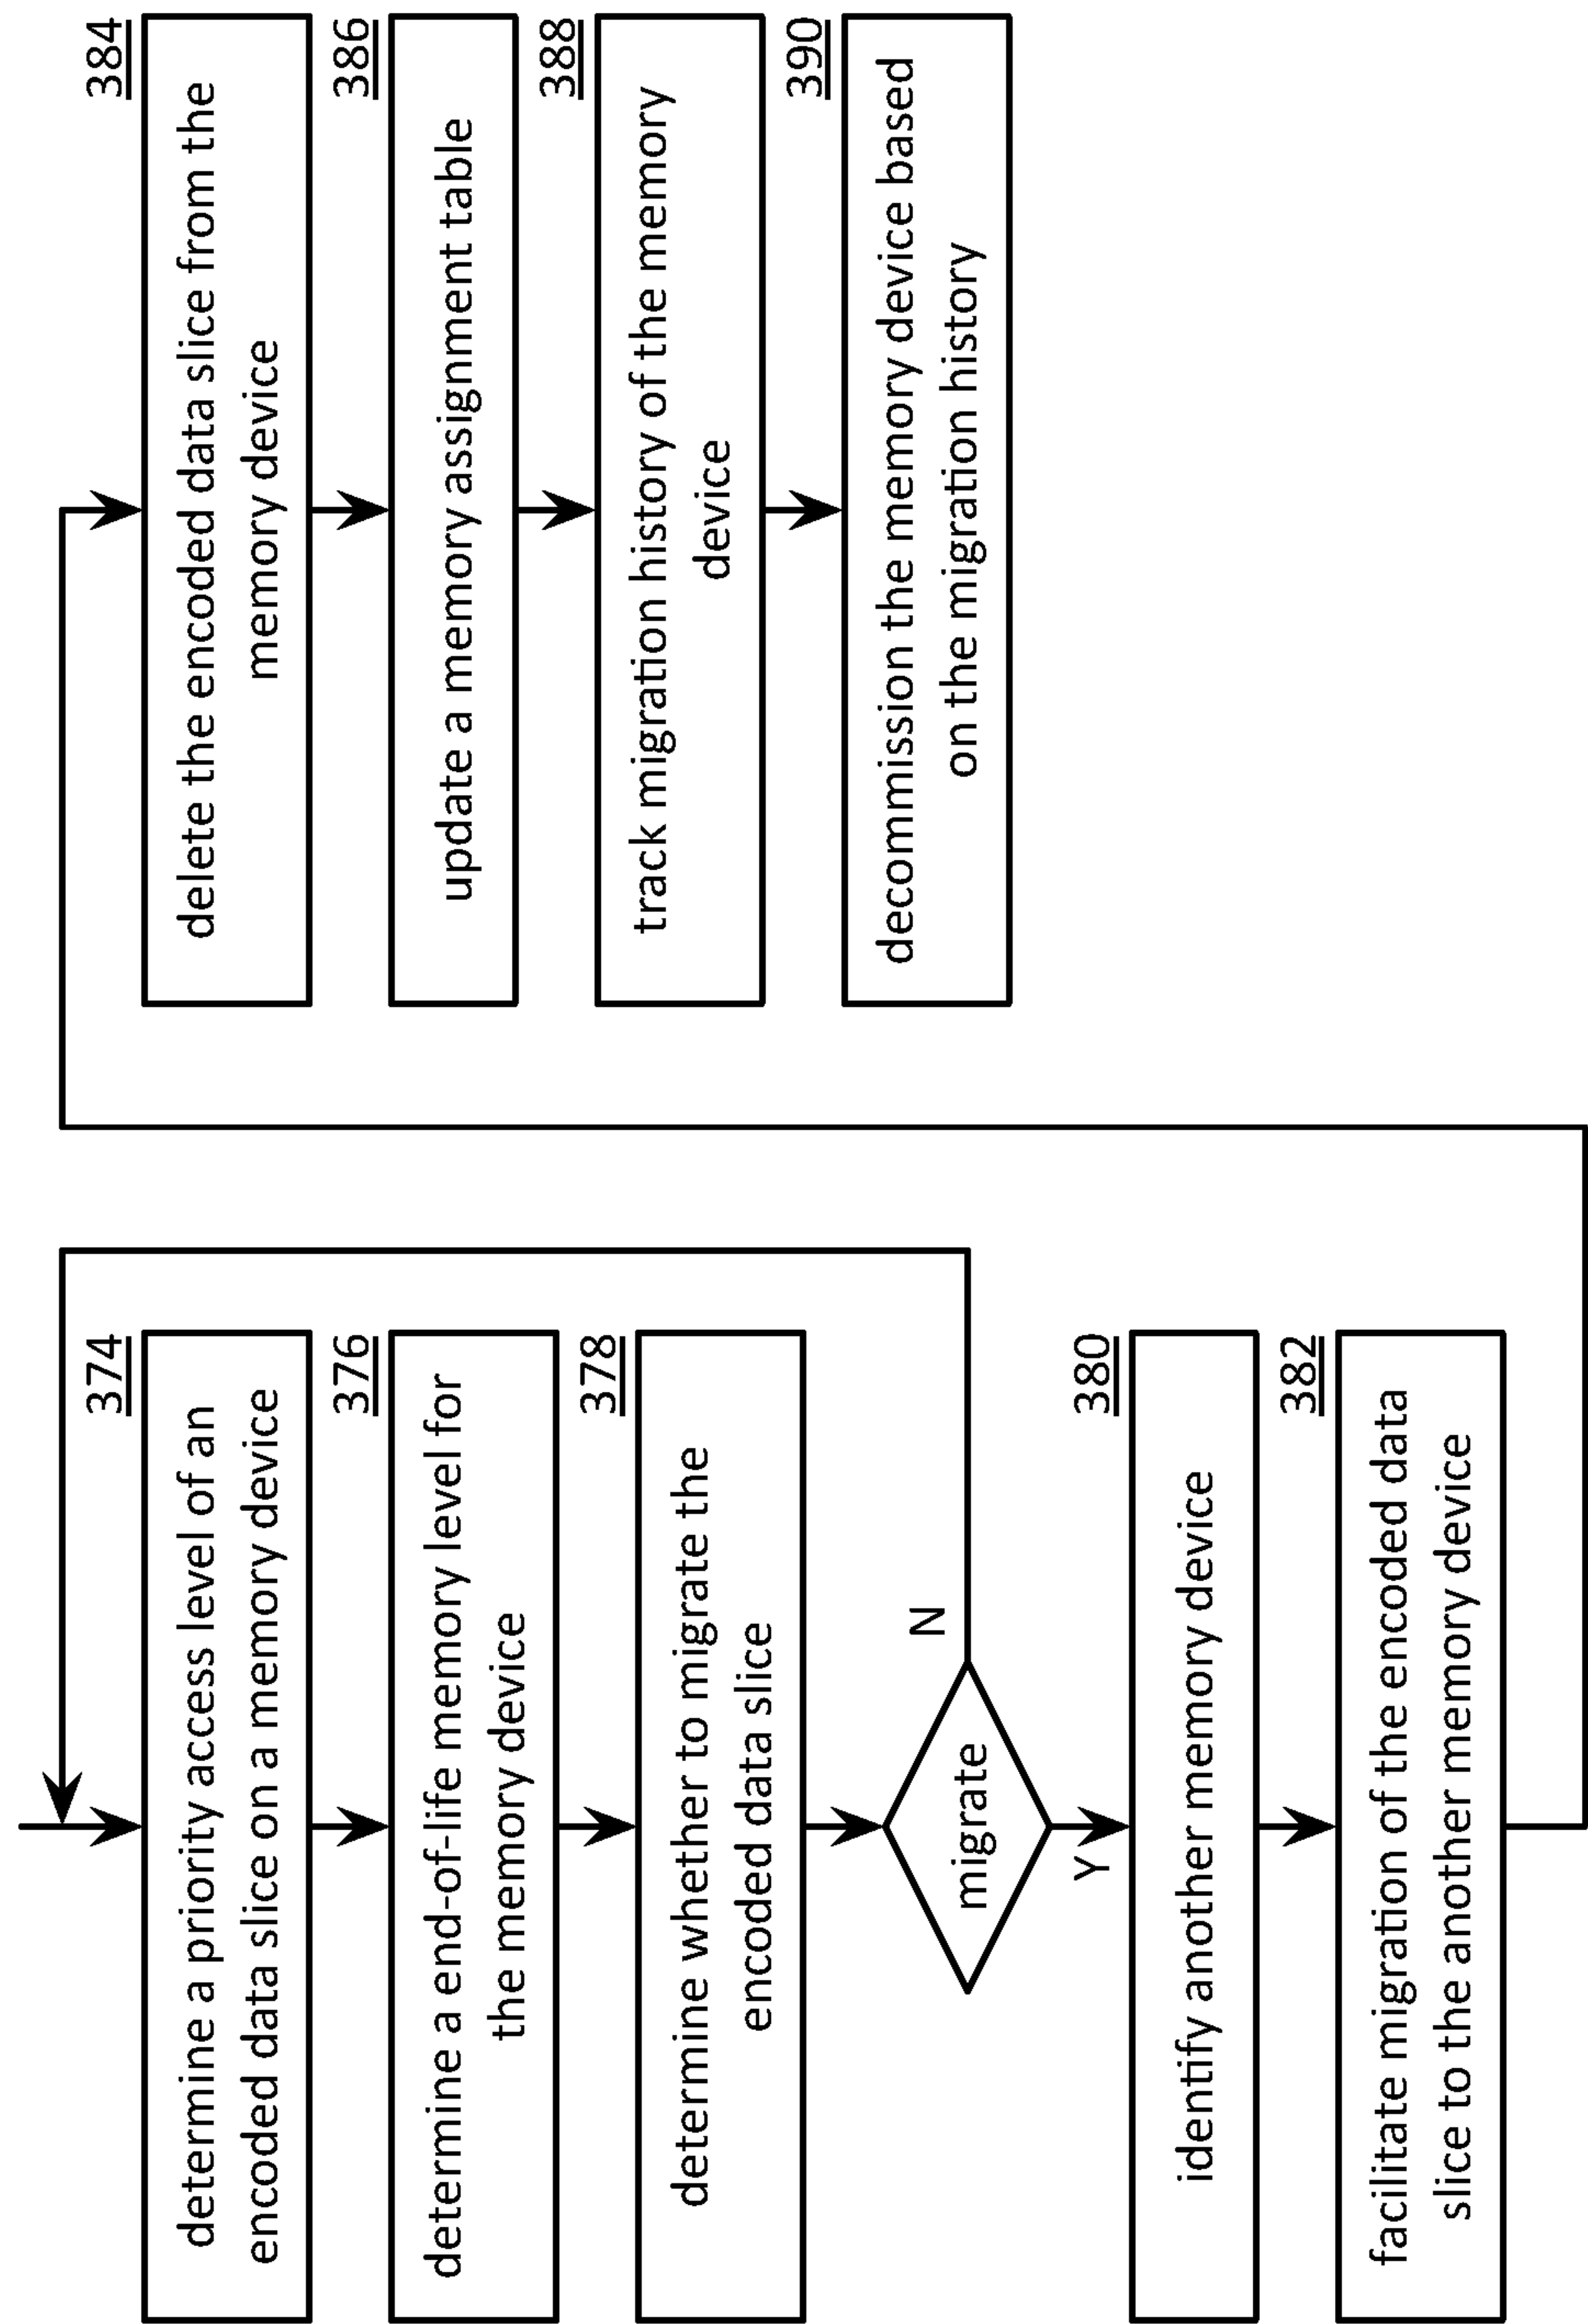 374
determine a priority access level of an
encoded data slice on a memory device
376
determine a end-of-life memory level for
the memory device
378
determine whether to migrate the
encoded data slice
migrate
N
Y
380
identify another memory device
382
facilitate migration of the encoded data
slice to the another memory device
384
delete the encoded data slice from the
memory device
386
update a memory assignment table
388
track migration history of the memory
device
390
decommission the memory device based
on the migration history